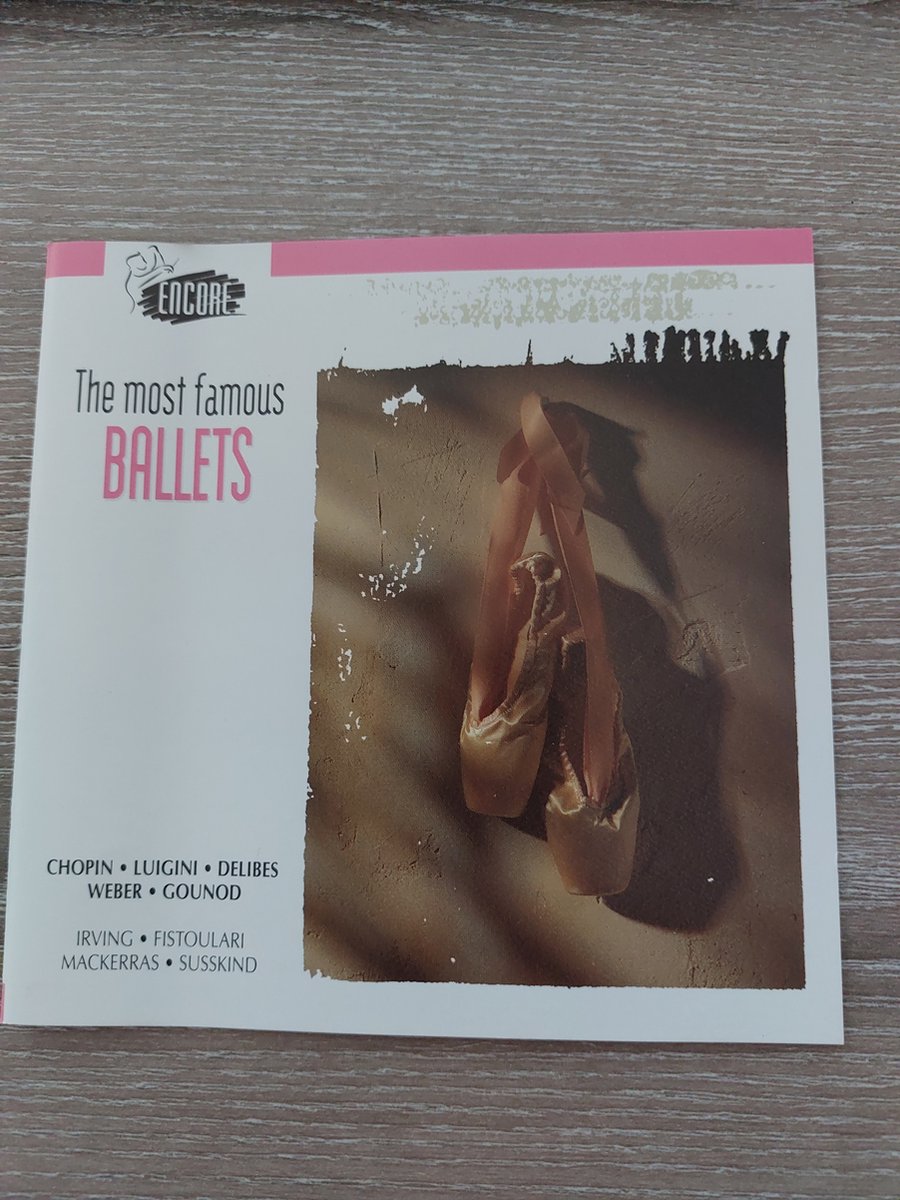 ENCORE
The most famous
BALLETS
CHOPIN • LUIGINI • DELIBES
WEBER • GOUNOD
IRVING • FISTOULARI
MACKERRAS • SUSSKIND